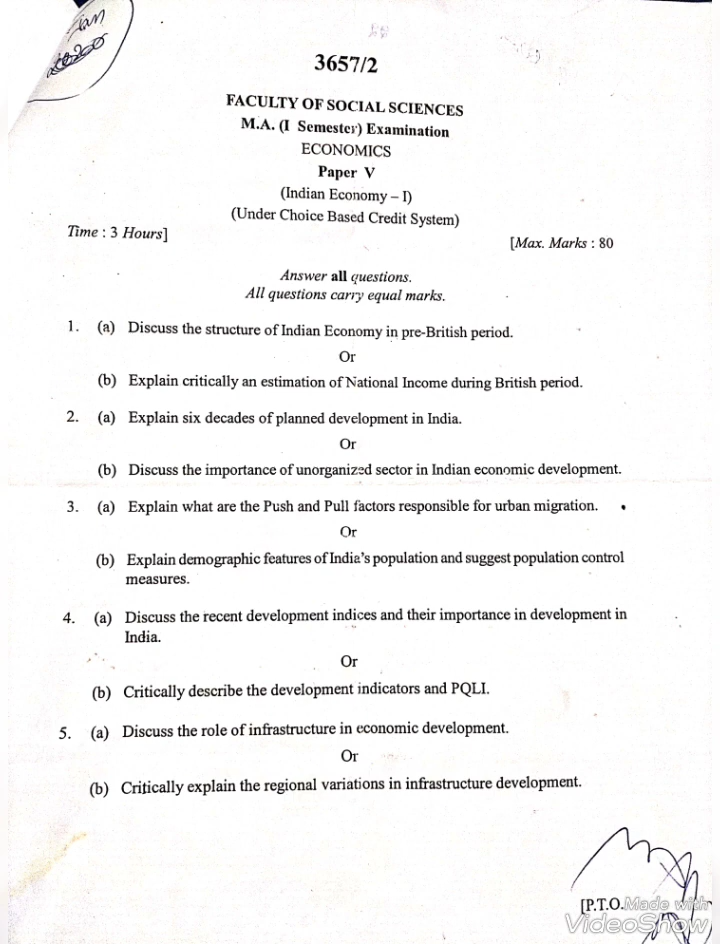 3657/2
FACULTY OF SOCIAL SCIENCES
M.A. (I Semester) Examination
ECONOMICS
Paper V
(Indian Economy – I)
(Under Choice Based Credit System)
Time : 3 Hours]
[Max. Marks : 80
Answer all questions.
All questions carry equal marks.
1. (a) Discuss the structure of Indian Economy in pre-British period.
Or
(b) Explain critically an estimation of National Income during British period.
2. (a) Explain six decades of planned development in India.
Or
(b) Discuss the importance of unorganized sector in Indian economic development.
3. (a) Explain what are the Push and Pull factors responsible for urban migration.
Or
(b) Explain demographic features of India's population and suggest population control
measures.
4. (a) Discuss the recent development indices and their importance in development in
India.
Or
(b) Critically describe the development indicators and PQLI.
5. (a) Discuss the role of infrastructure in economic development.
Or
(b) Critically explain the regional variations in infrastructure development.
[P.T.O.
Made with
VideoShow